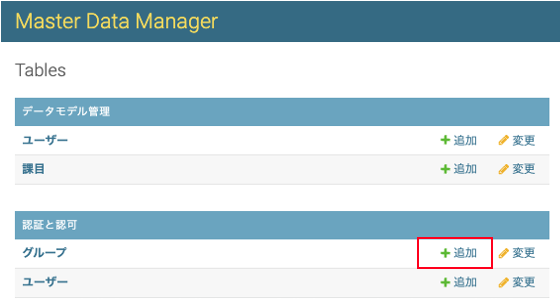 Master Data Manager
Tables
データモデル管理
ユーザー 追加 変更
課目 追加 変更
認証と認可
グループ 追加 変更
ユーザー 追加 変更